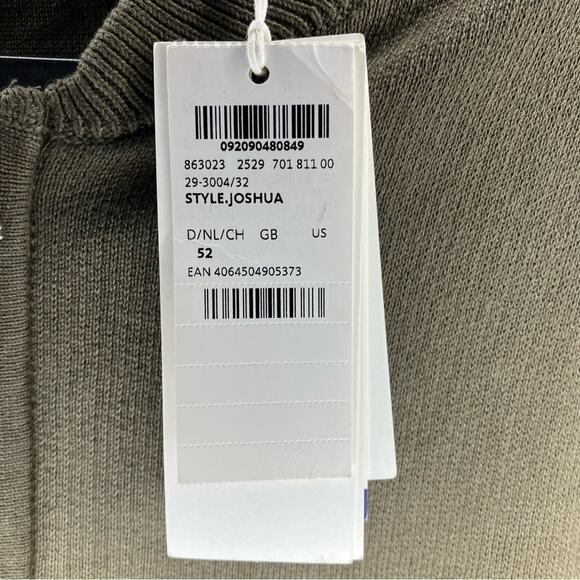 092090480849
863023 2529 701 811 00
29-3004/32
STYLE.JOSHUA
D/NL/CH GB US
52
EAN 4064504905373